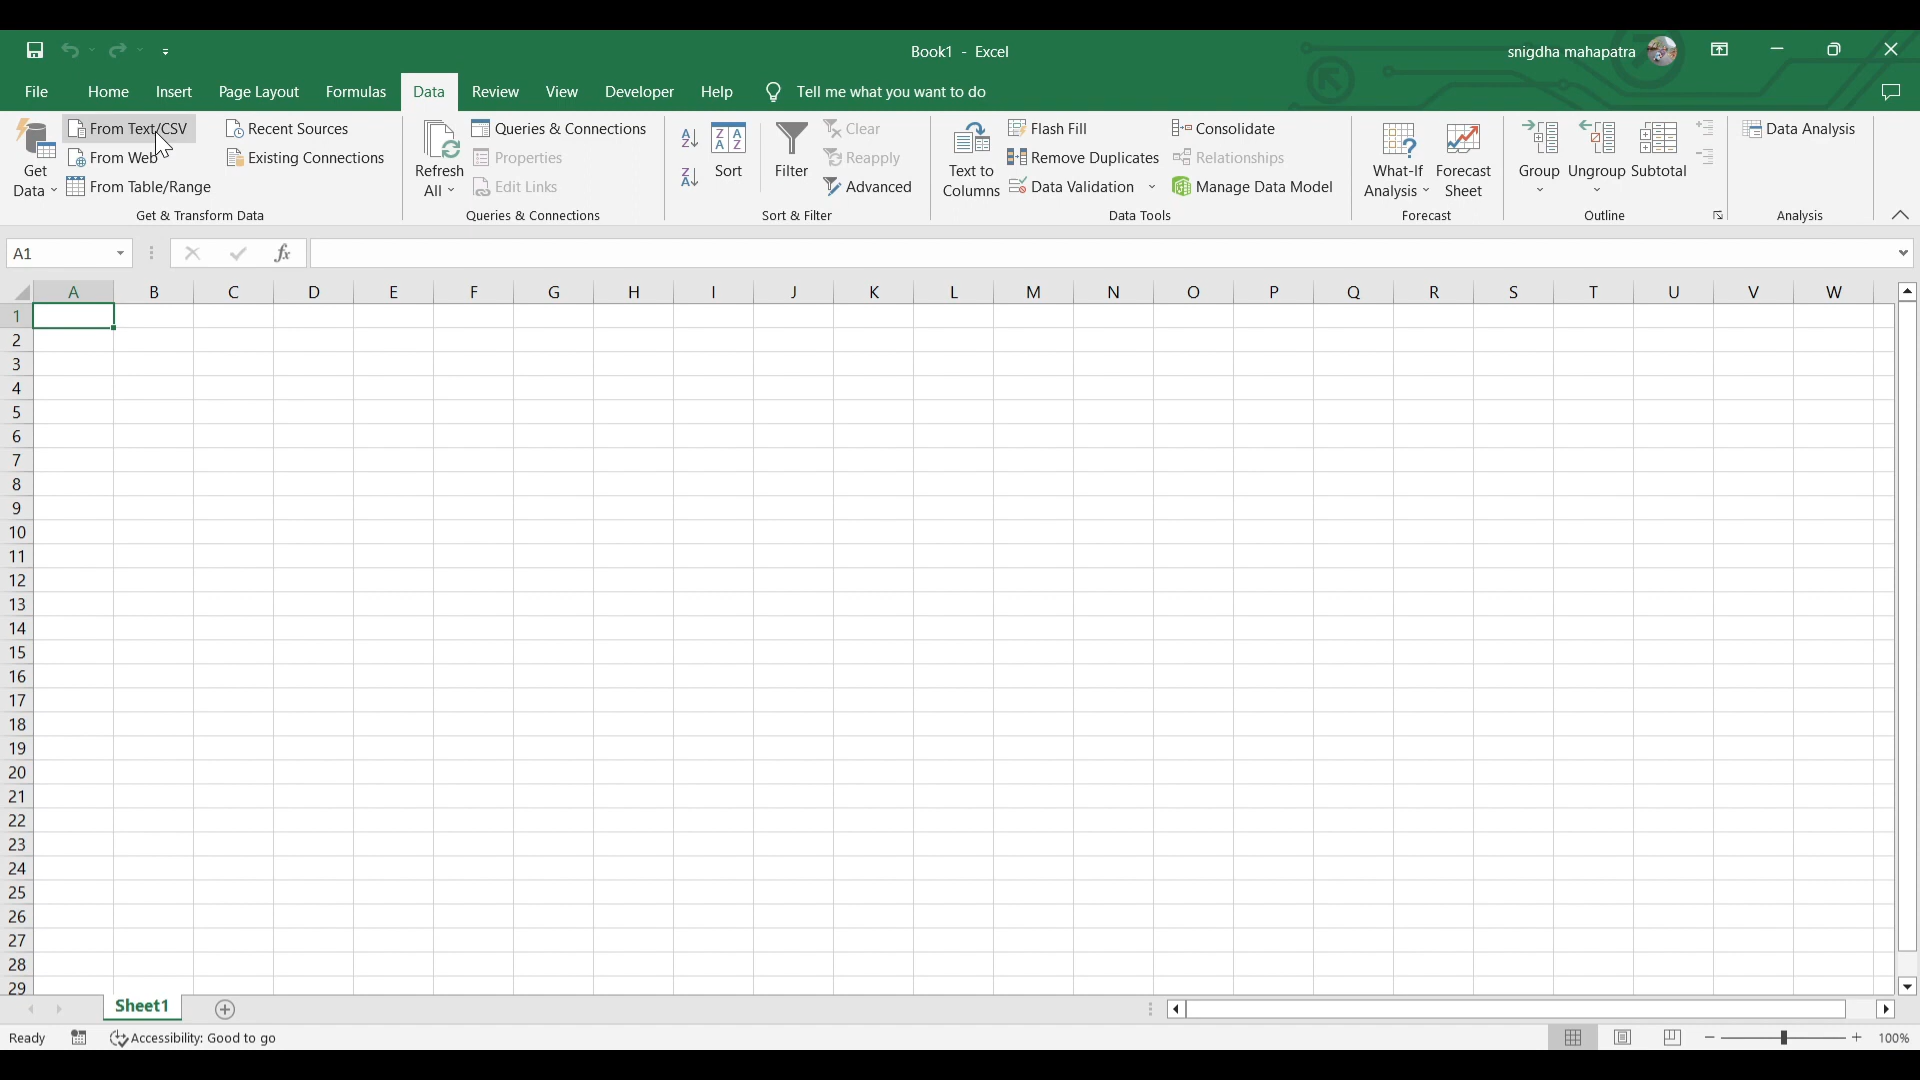 Book1 - Excel
snigdha mahapatra
File Home Insert Page Layout Formulas Data Review View Developer Help Tell me what you want to do
Get Data
From Text/CSV
From Web
From Table/Range
Recent Sources
Existing Connections
Get & Transform Data
Refresh All
Queries & Connections
Properties
Edit Links
Queries & Connections
Sort
Filter
Clear
Reapply
Advanced
Sort & Filter
Text to Columns
Flash Fill
Remove Duplicates
Data Validation
Consolidate
Relationships
Manage Data Model
Data Tools
What-If Analysis
Forecast Sheet
Forecast
Group
Ungroup
Subtotal
Outline
Data Analysis
Analysis
A1
fx
A B C D E F G H I J K L M N O P Q R S T U V W
1
2
3
4
5
6
7
8
9
10
11
12
13
14
15
16
17
18
19
20
21
22
23
24
25
26
27
28
29
Sheet1
Ready
Accessibility: Good to go
100%